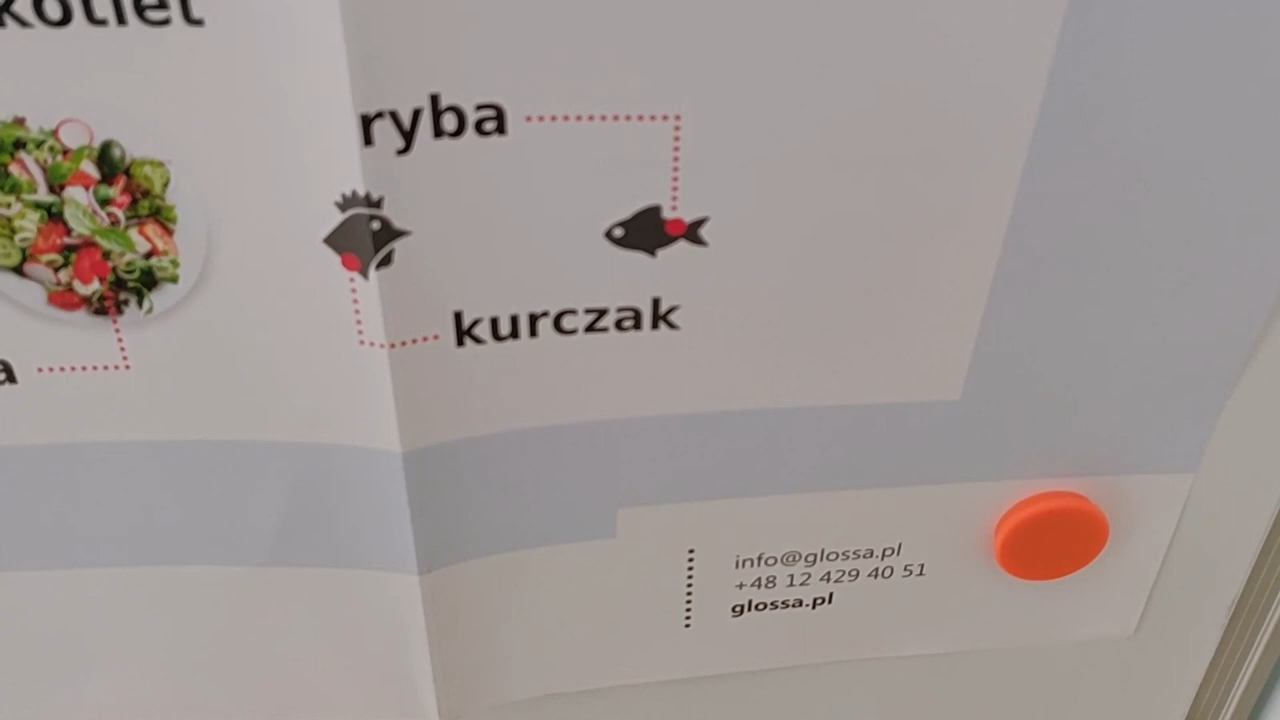 kotlet
ryba
kurczak
info@glossa.pl
+48 12 429 40 51
glossa.pl